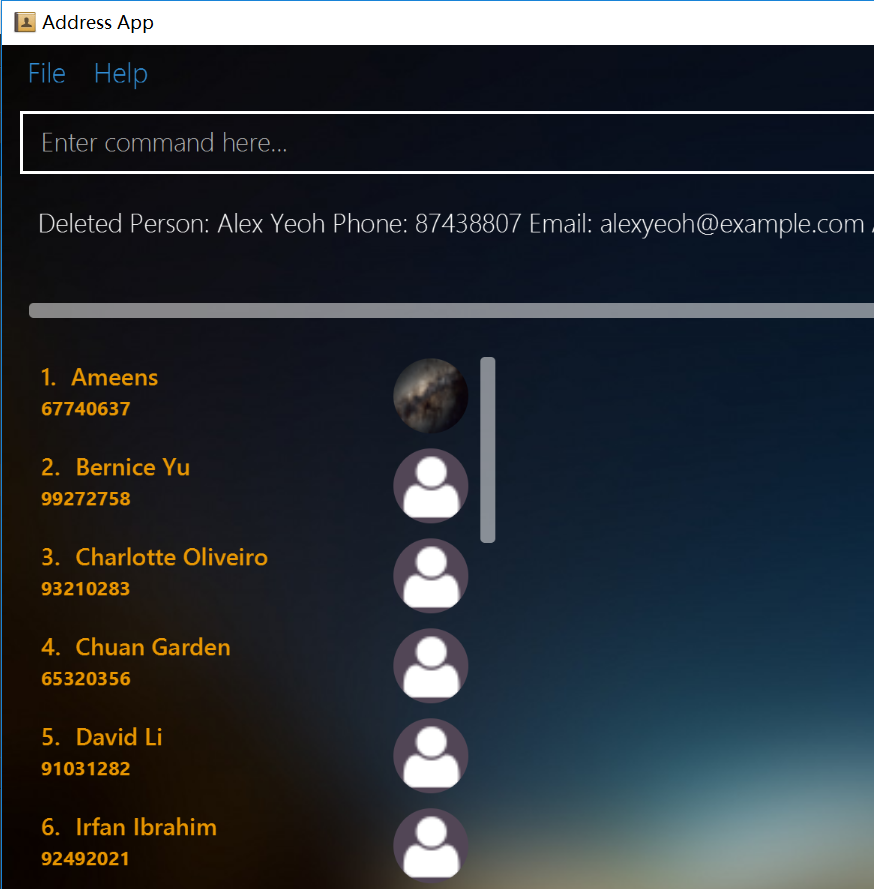 Address App
File Help
Enter command here...
Deleted Person: Alex Yeoh Phone: 87438807 Email: alexyeoh@example.com
1. Ameens
67740637
2. Bernice Yu
99272758
3. Charlotte Oliveiro
93210283
4. Chuan Garden
65320356
5. David Li
91031282
6. Irfan Ibrahim
92492021